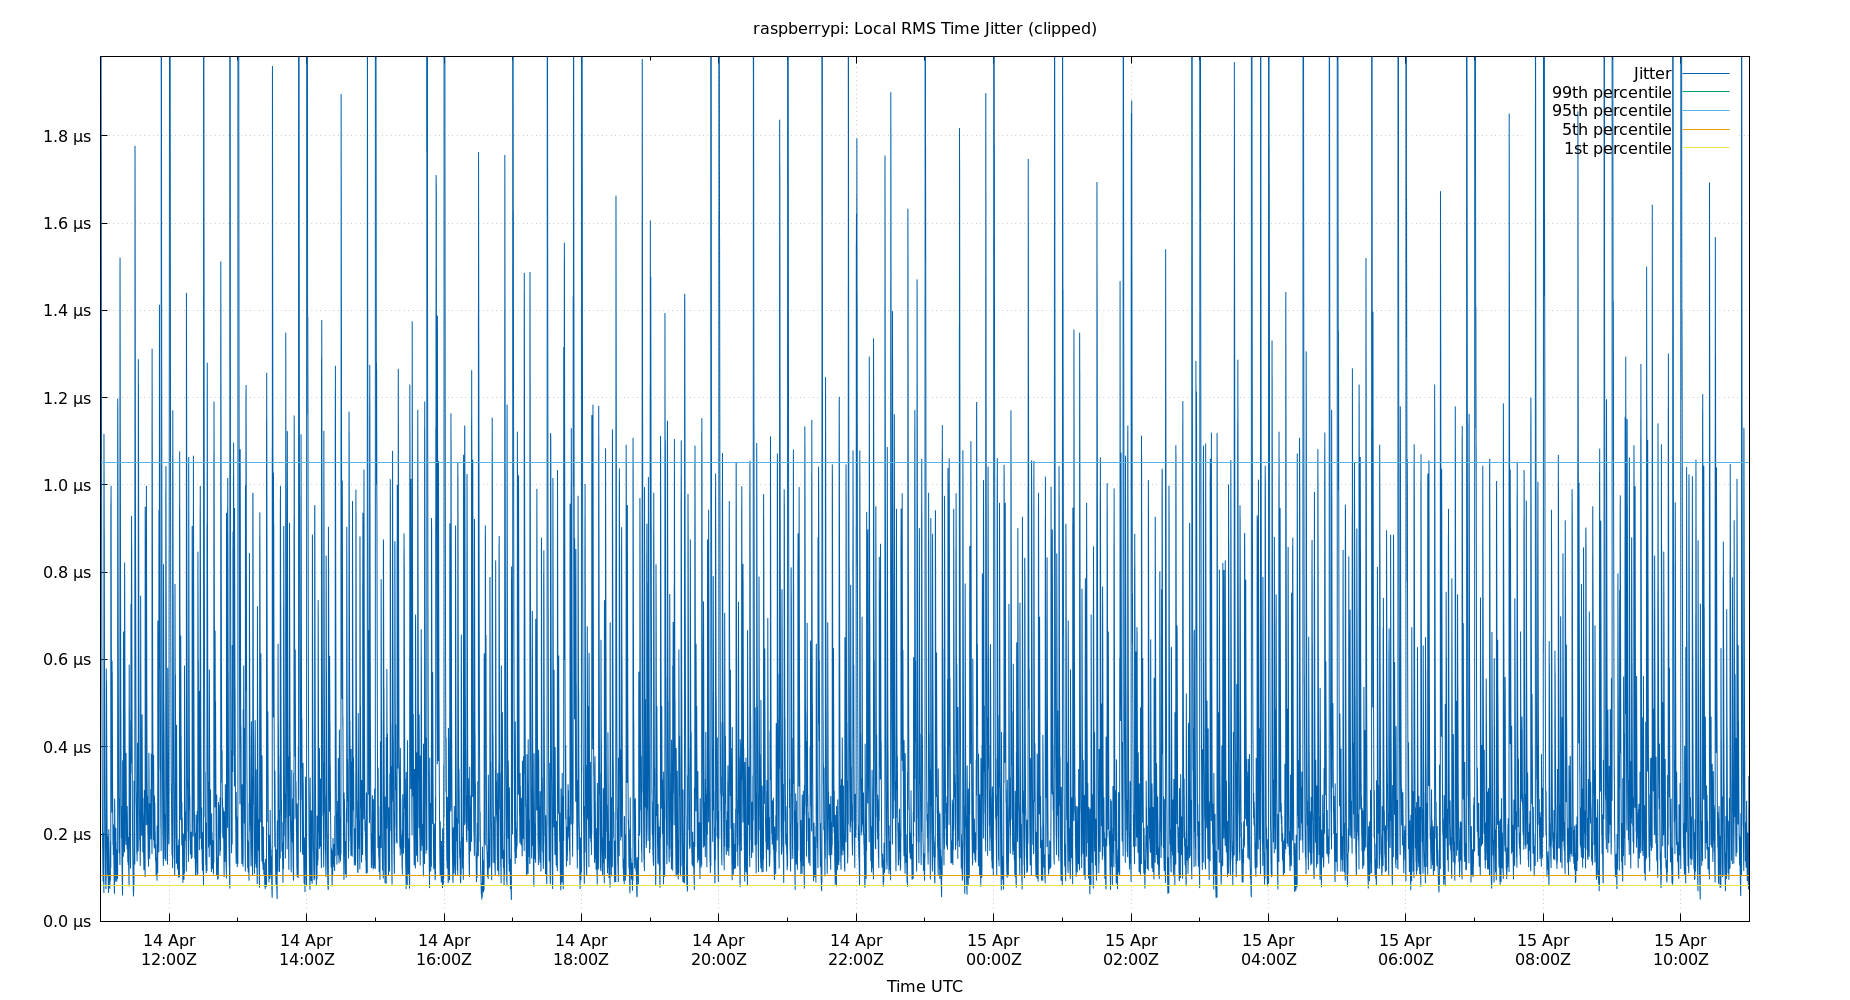 raspberrypi: Local RMS Time Jitter (clipped)
Jitter
99th percentile
95th percentile
5th percentile
1st percentile
1.8 µs
1.6 µs
1.4 µs
1.2 µs
1.0 µs
0.8 µs
0.6 µs
0.4 µs
0.2 µs
0.0 µs
14 Apr 14 Apr 14 Apr 14 Apr 14 Apr 14 Apr 15 Apr 15 Apr 15 Apr 15 Apr 15 Apr 15 Apr
12:00Z 14:00Z 16:00Z 18:00Z 20:00Z 22:00Z 00:00Z 02:00Z 04:00Z 06:00Z 08:00Z 10:00Z
Time UTC